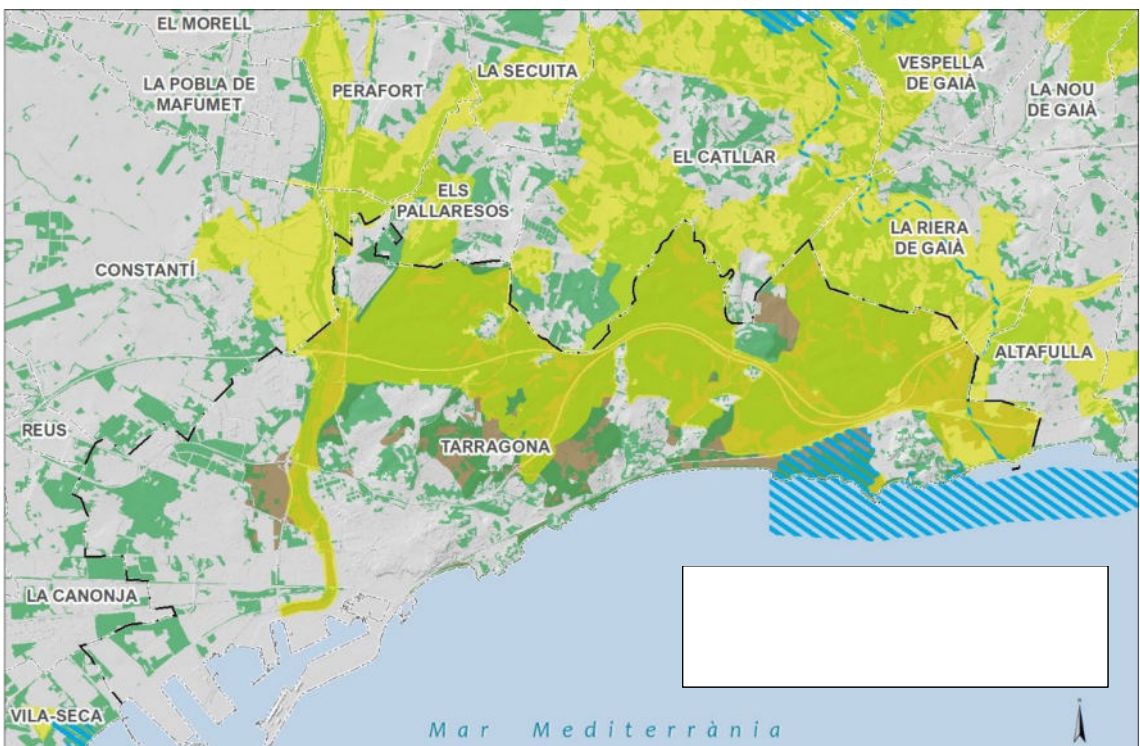 EL MORELL
LA POBLA DE
MAFUMET
PERAFORT
LA SECUITA
VESPELLA
DE GAIÀ
LA NOU
DE GAIÀ
EL CATLLAR
ELS
PALLARESOS
LA RIERA
DE GAIÀ
CONSTANTÍ
ALTAFULLA
REUS
TARRAGONA
LA CANONJA
VILA-SECA
Mar Mediterrània